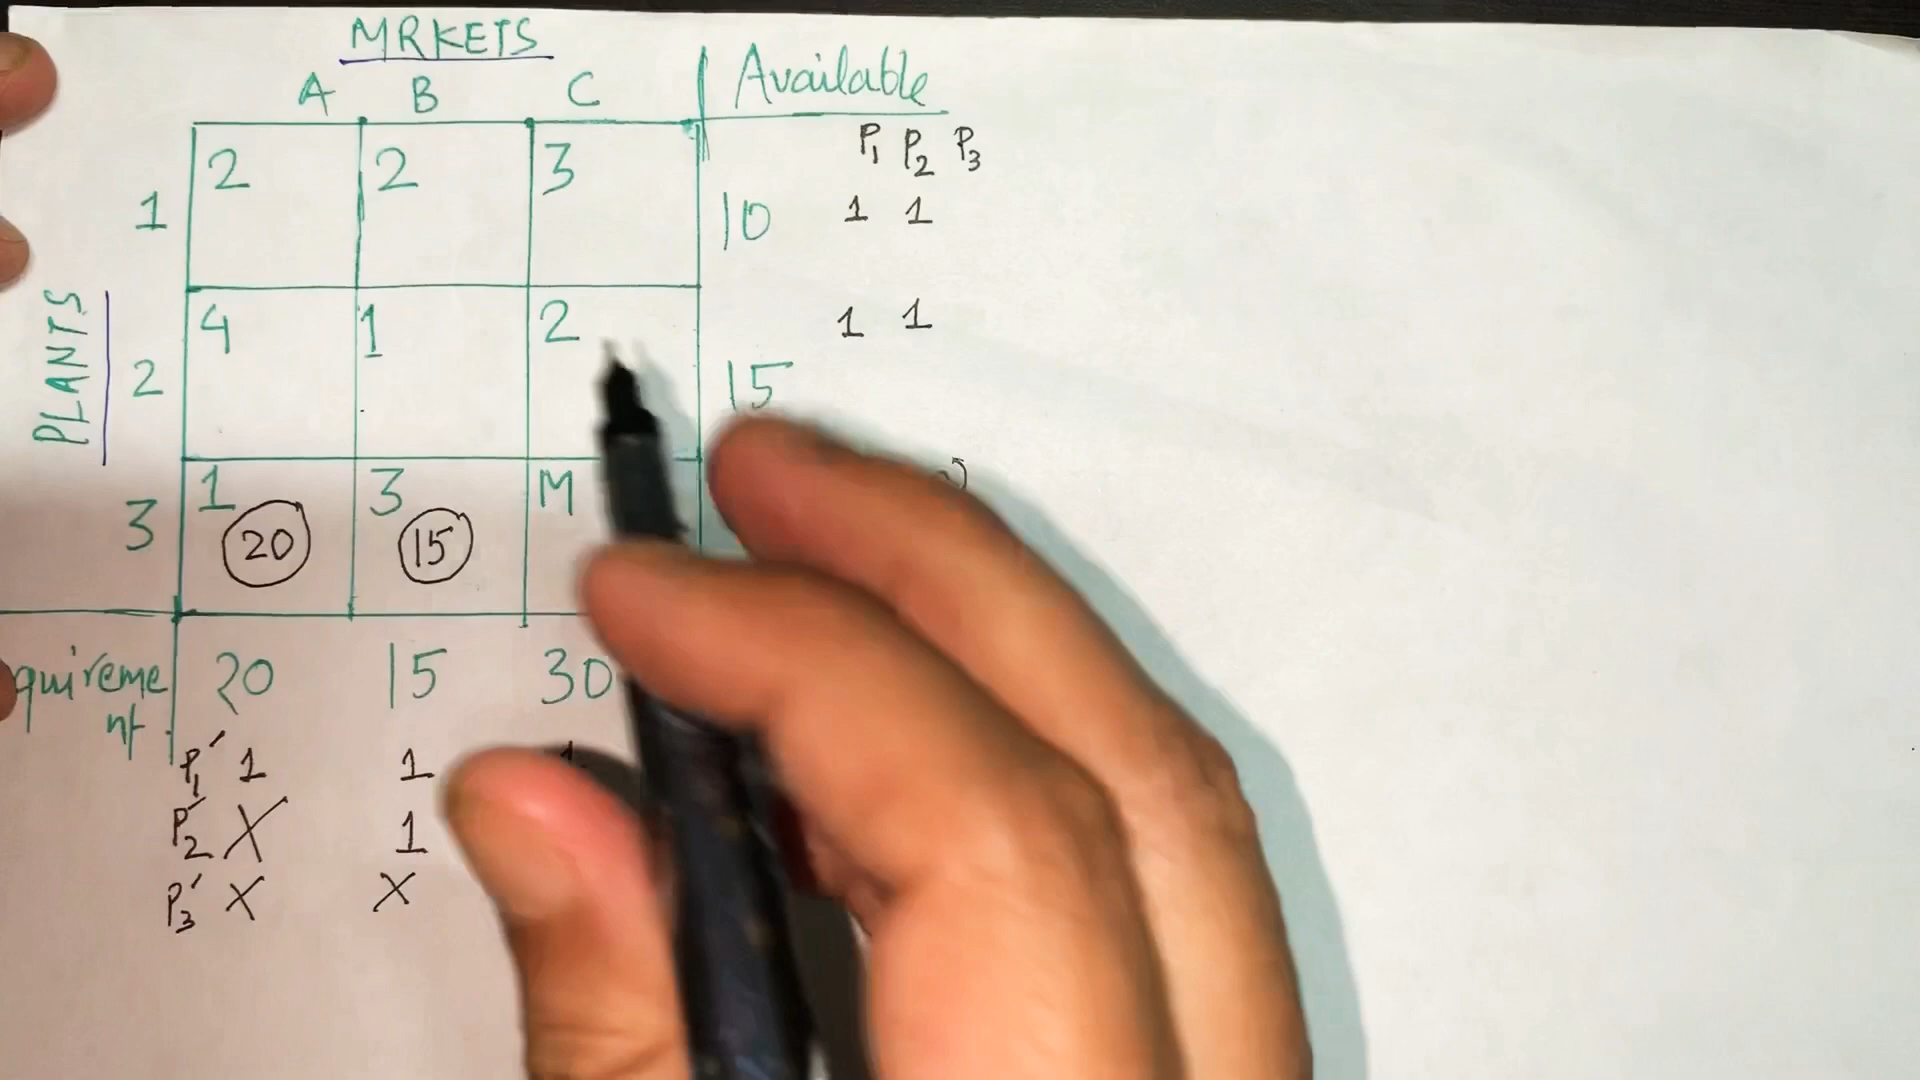 MRKETS
A B C Available
P1 P2 P3
2 2 3
1 10 1 1
PLANTS
4 1 2 1 1
2 15
1 3 M
3 20 15
quireme 20 15 30
nt
P1' 1 1 1
P2' X 1
P3' X X